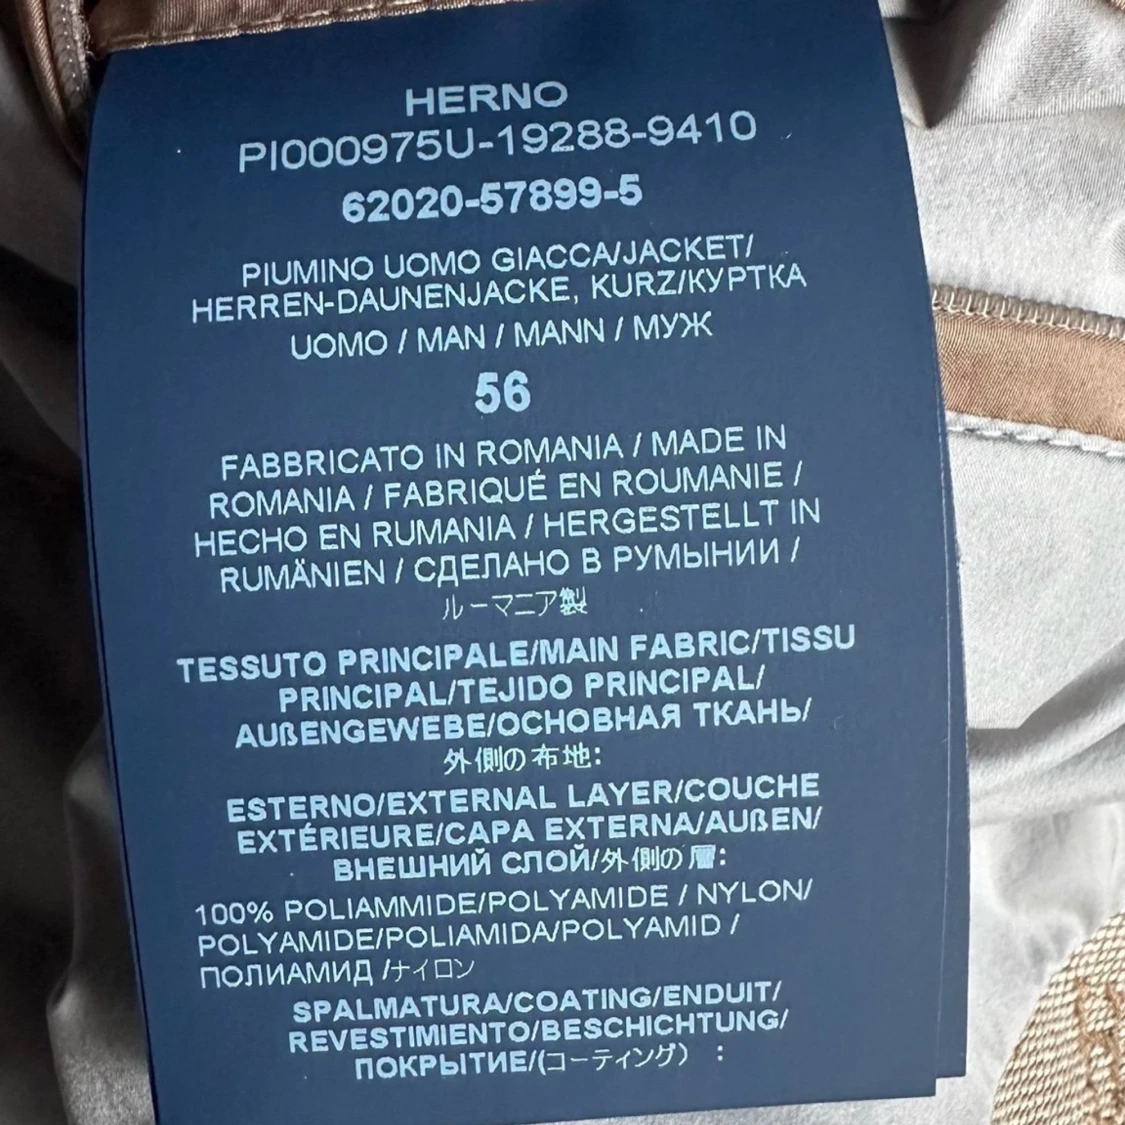 HERNO
PI000975U-19288-9410
62020-57899-5
PIUMINO UOMO GIACCA/JACKET/
HERREN-DAUNENJACKE, KURZ/КУРТКА
UOMO / MAN / MANN / МУЖ
56
FABBRICATO IN ROMANIA / MADE IN
ROMANIA / FABRIQUÉ EN ROUMANIE /
HECHO EN RUMANIA / HERGESTELLT IN
RUMÄNIEN / СДЕЛАНО В РУМЫНИИ /
ルーマニア製
TESSUTO PRINCIPALE/MAIN FABRIC/TISSU
PRINCIPAL/TEJIDO PRINCIPAL/
AUßENGEWEBE/ОСНОВНАЯ ТКАНЬ/
外側の布地:
ESTERNO/EXTERNAL LAYER/COUCHE
EXTÉRIEURE/CAPA EXTERNA/AUßEN/
ВНЕШНИЙ СЛОЙ/外側の層:
100% POLIAMMIDE/POLYAMIDE / NYLON/
POLYAMIDE/POLIAMIDA/POLYAMID /
ПОЛИАМИД /ナイロン
SPALMATURA/COATING/ENDUIT/
REVESTIMIENTO/BESCHICHTUNG/
ПОКРЫТИЕ/(コーティング) :